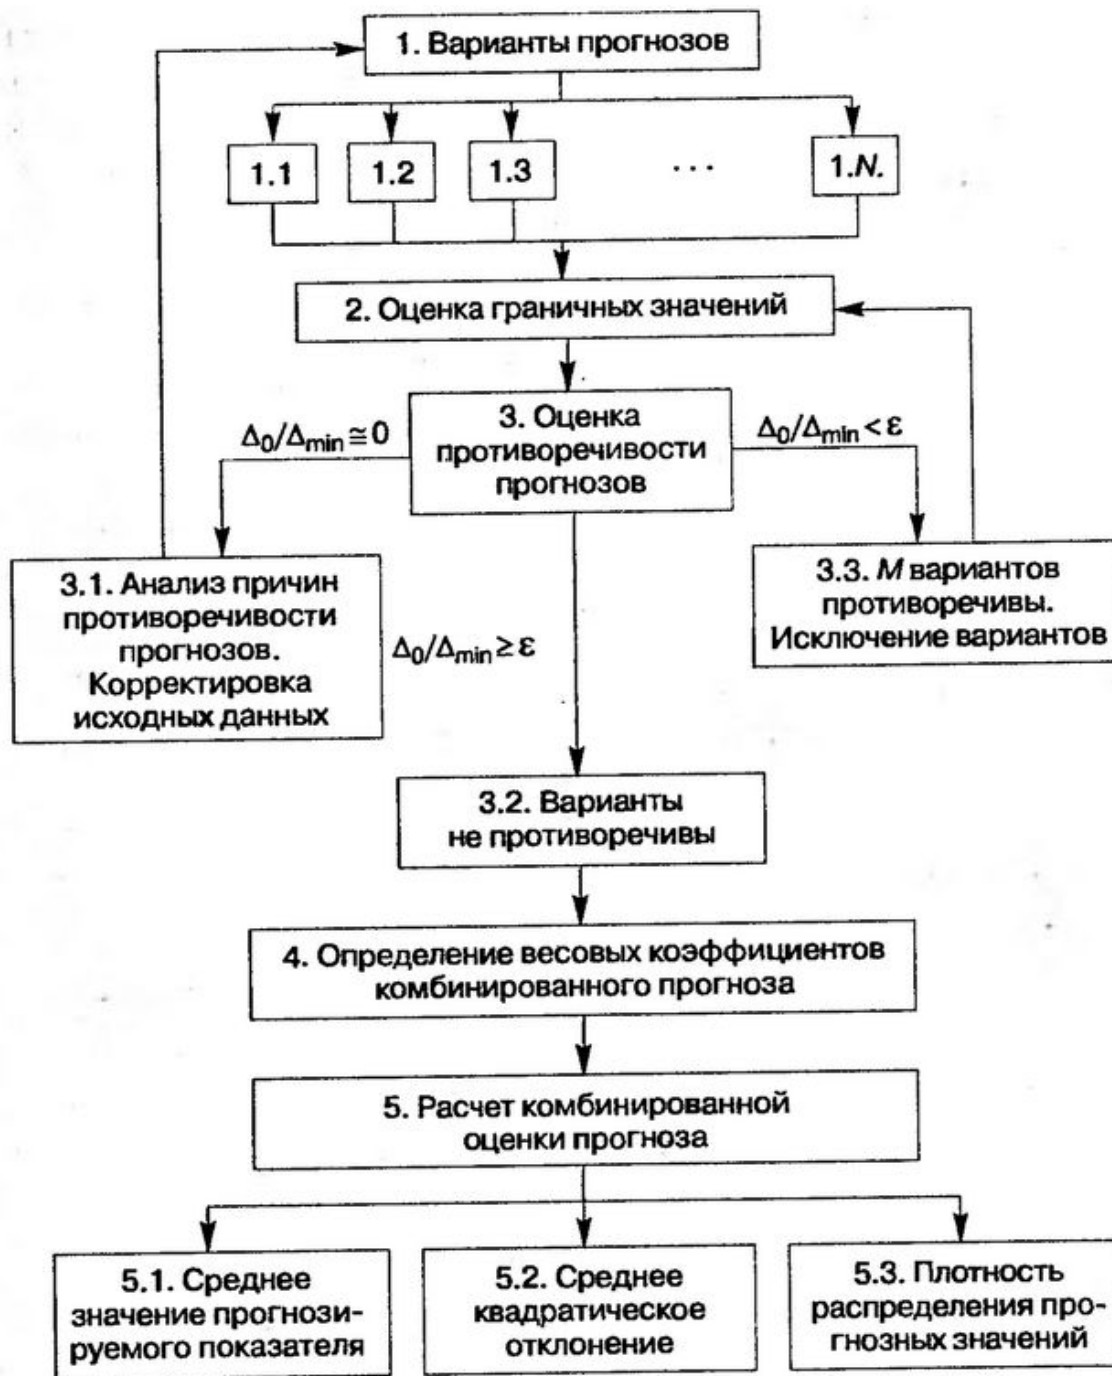 1. Варианты прогнозов
1.1
1.2
1.3
...
1.N.
2. Оценка граничных значений
Δ₀/Δmin ≅ 0
3. Оценка
противоречивости
прогнозов
Δ₀/Δmin < ε
3.1. Анализ причин
противоречивости
прогнозов.
Корректировка
исходных данных
Δ₀/Δmin ≥ ε
3.3. М вариантов
противоречивы.
Исключение вариантов
3.2. Варианты
не противоречивы
4. Определение весовых коэффициентов
комбинированного прогноза
5. Расчет комбинированной
оценки прогноза
5.1. Среднее
значение прогнози-
руемого показателя
5.2. Среднее
квадратическое
отклонение
5.3. Плотность
распределения про-
гнозных значений